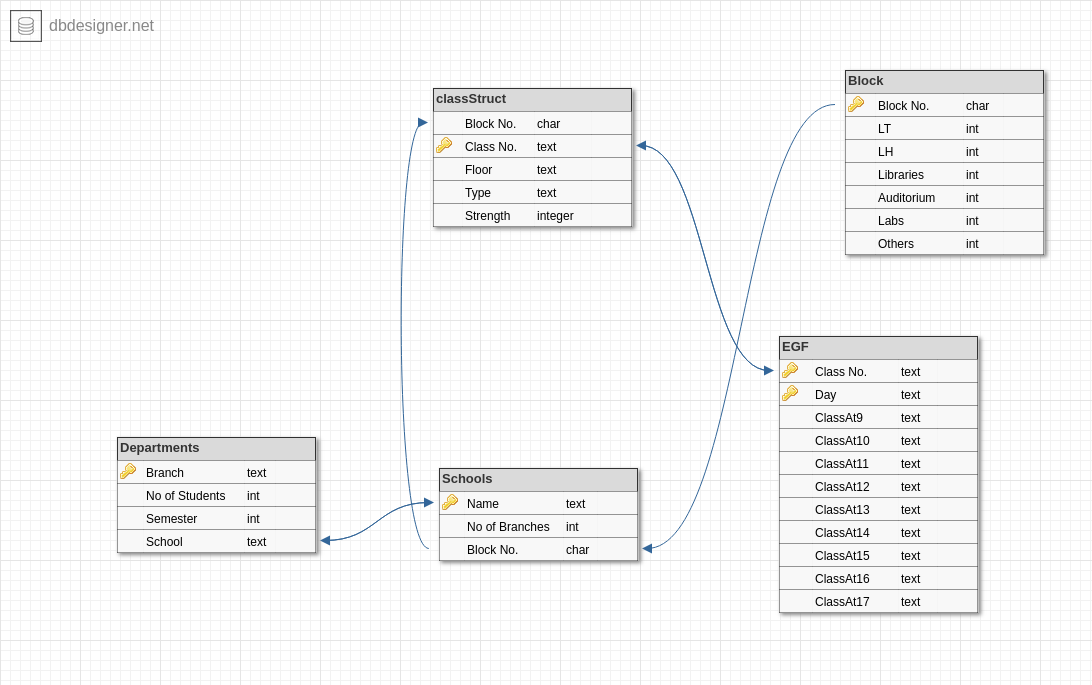 dbdesigner.net
classStruct
Block No. char
Class No. text
Floor text
Type text
Strength integer
Block
Block No. char
LT int
LH int
Libraries int
Auditorium int
Labs int
Others int
EGF
Class No. text
Day text
ClassAt9 text
ClassAt10 text
ClassAt11 text
ClassAt12 text
ClassAt13 text
ClassAt14 text
ClassAt15 text
ClassAt16 text
ClassAt17 text
Departments
Branch text
No of Students int
Semester int
School text
Schools
Name text
No of Branches int
Block No. char